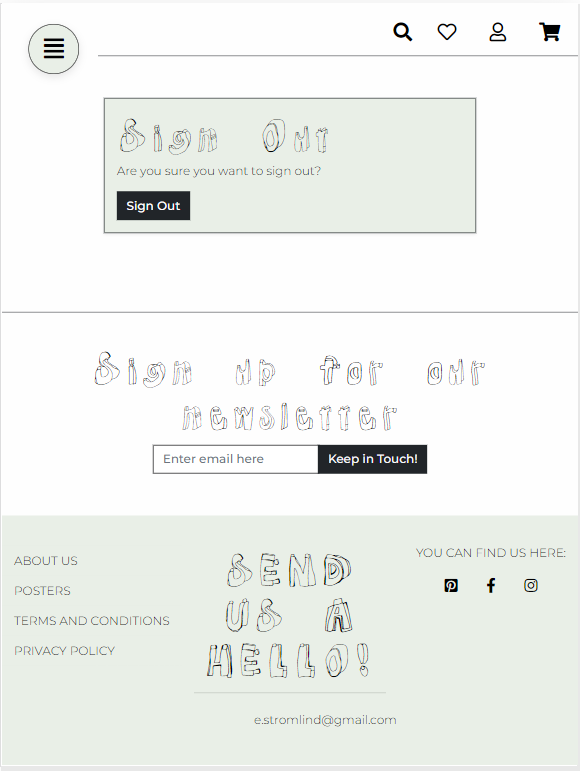 Sign Out
Are you sure you want to sign out?
Sign Out
Sign up for our
newsletter
Enter email here
Keep in Touch!
ABOUT US
POSTERS
TERMS AND CONDITIONS
PRIVACY POLICY
SEND
US A
HELLO!
e.stromlind@gmail.com
YOU CAN FIND US HERE: